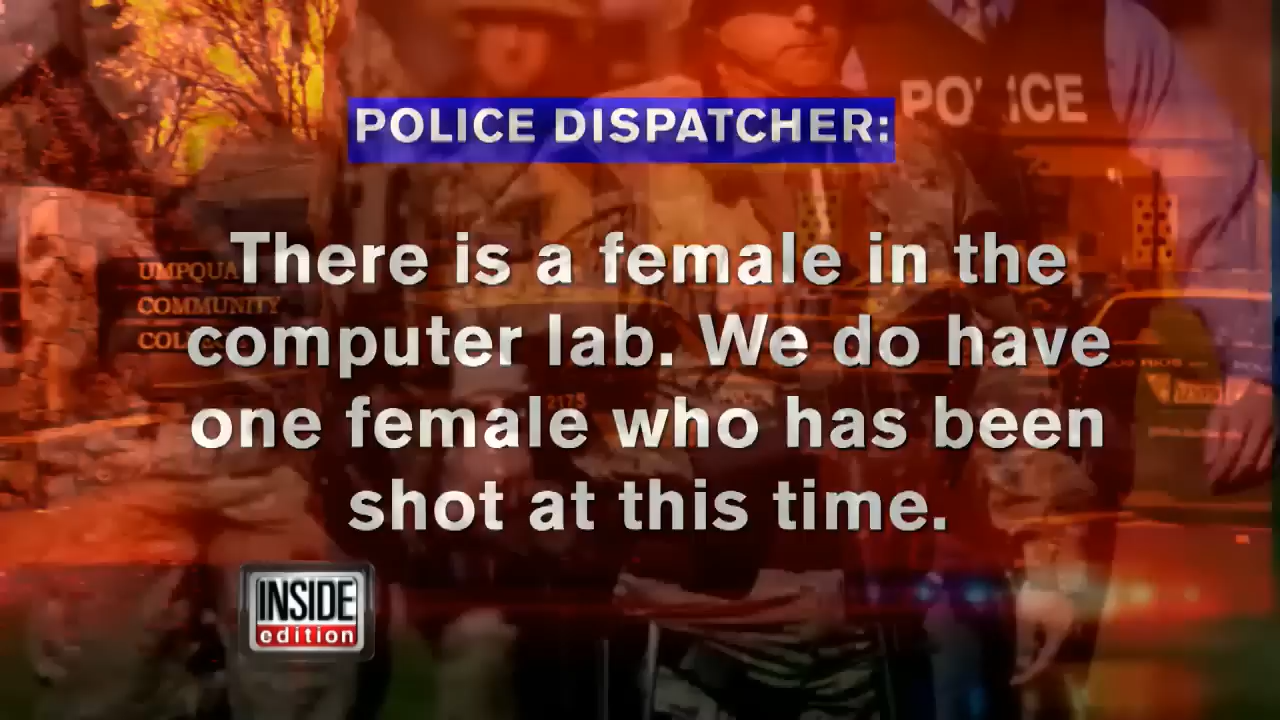 POLICE DISPATCHER:
POLICE
There is a female in the
computer lab. We do have
one female who has been
shot at this time.
UMPQUA
COMMUNITY
2175
INSIDE
edition